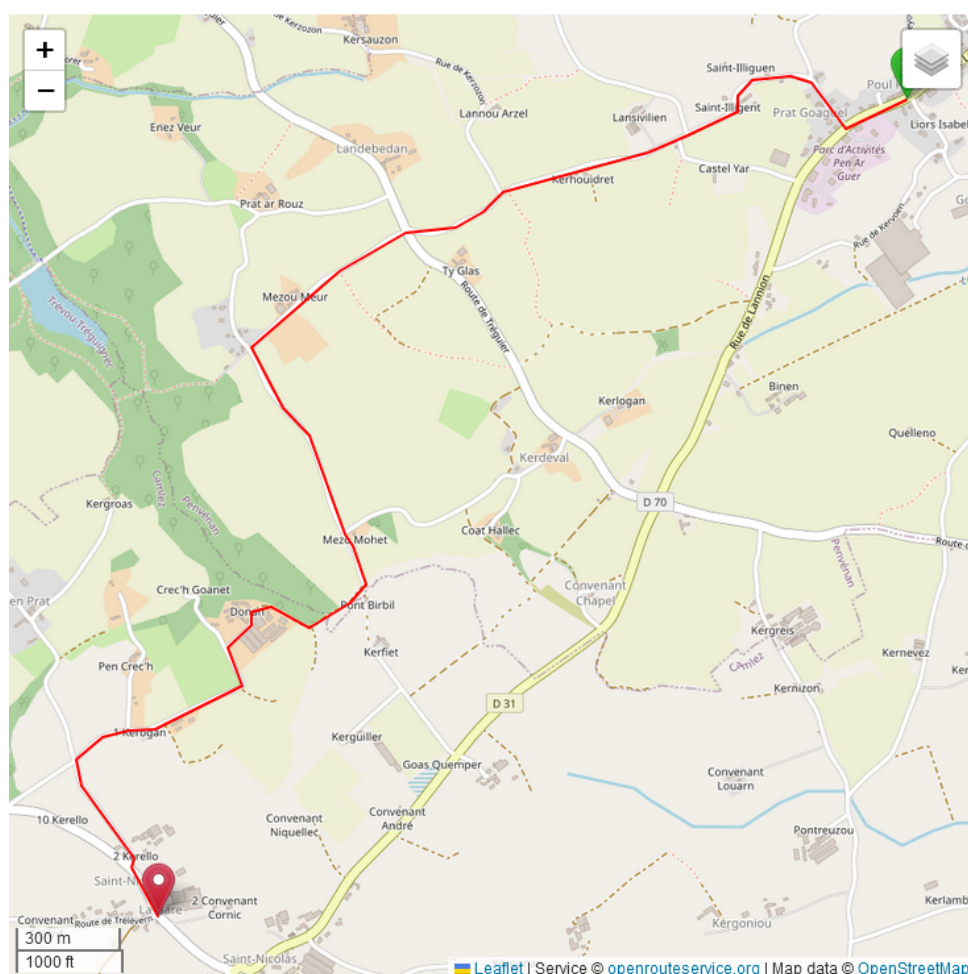 +
−
Kersauzon
Rue de Kerzozon
Enez Veur
Landebedan
Lannou Arzel
Lansivilien
Saint-Illiguen
Prat Goaguel
Liors Isabel
Parc d'Activités
Pen Ar
Guer
Castel Yar
Kerhouidret
Prat ar Rouz
Rue de Kervoen
Ty Glas
Mezou Meur
Route de Tréguier
Trévou-Tréguignec
Rue de Lannion
Binen
Kerlogan
Quelleno
Kerdeval
Kergroas
Camlez
Penvénan
D 70
Mezo Mohet
Coat Hallec
Penvénan
Crec'h Goanet
Convenant
Chapel
Pont Birbil
Kergreis
Kerfiet
Camlez
Kernevez
Pen Crec'h
Kernizon
D 31
1 Kerogan
Kerguiller
Goas Quemper
Convenant
Louarn
10 Kerello
Convenant
Niquellec
Convenant
André
Pontreuzou
2 Kerello
2 Convenant
Cornic
Convenant
Route de Trélévern
Kergoniou
Saint-Nicolas
300 m
1000 ft
Leaflet | Service © openrouteservice.org | Map data © OpenStreetMap